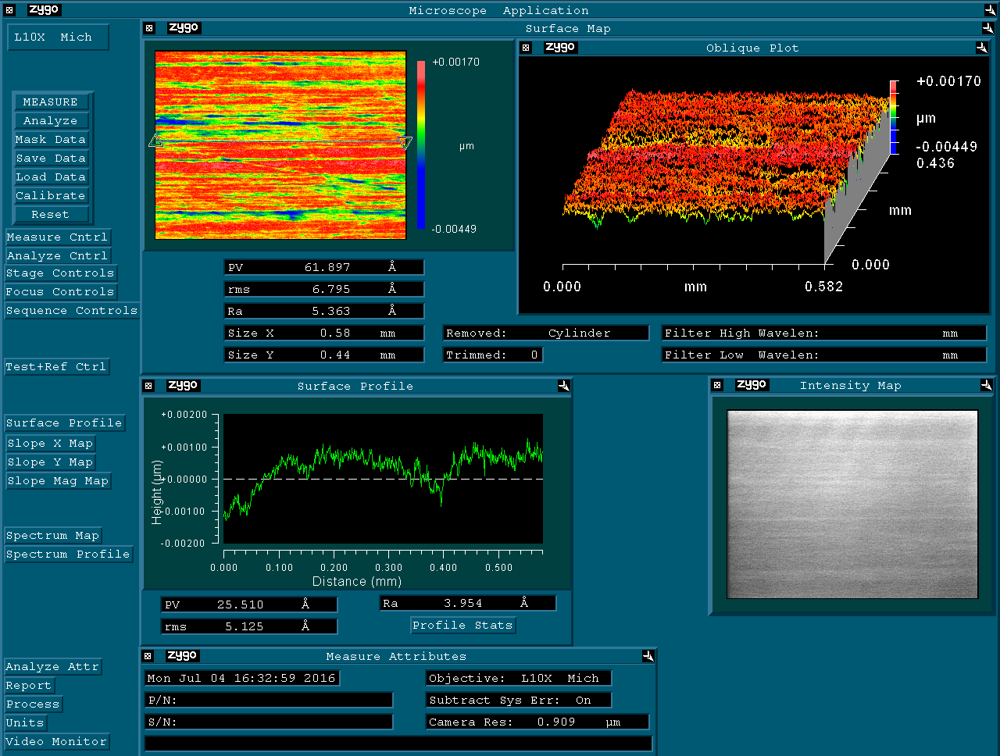 zygo Microscope Application
L10X Mich
MEASURE
Analyze
Mask Data
Save Data
Load Data
Calibrate
Reset
Measure Cntrl
Analyze Cntrl
Stage Controls
Focus Controls
Sequence Controls
Test+Ref Ctrl
Surface Profile
Slope X Map
Slope Y Map
Slope Mag Map
Spectrum Map
Spectrum Profile
Analyze Attr
Report
Process
Units
Video Monitor
zygo Surface Map
+0.00170
µm
-0.00449
zygo Oblique Plot
+0.00170
µm
-0.00449
0.436
mm
0.000
0.000 mm 0.582
PV 61.897 Å
rms 6.795 Å
Ra 5.363 Å
Size X 0.58 mm
Size Y 0.44 mm
Removed: Cylinder
Trimmed: 0
Filter High Wavelen: mm
Filter Low Wavelen: mm
zygo Surface Profile
Height (µm)
+0.00200
+0.00100
+0.00000
-0.00100
-0.00200
0.000 0.100 0.200 0.300 0.400 0.500
Distance (mm)
PV 25.510 Å
rms 5.125 Å
Ra 3.954 Å
Profile Stats
zygo Intensity Map
zygo Measure Attributes
Mon Jul 04 16:32:59 2016
P/N:
S/N:
Objective: L10X Mich
Subtract Sys Err: On
Camera Res: 0.909 µm